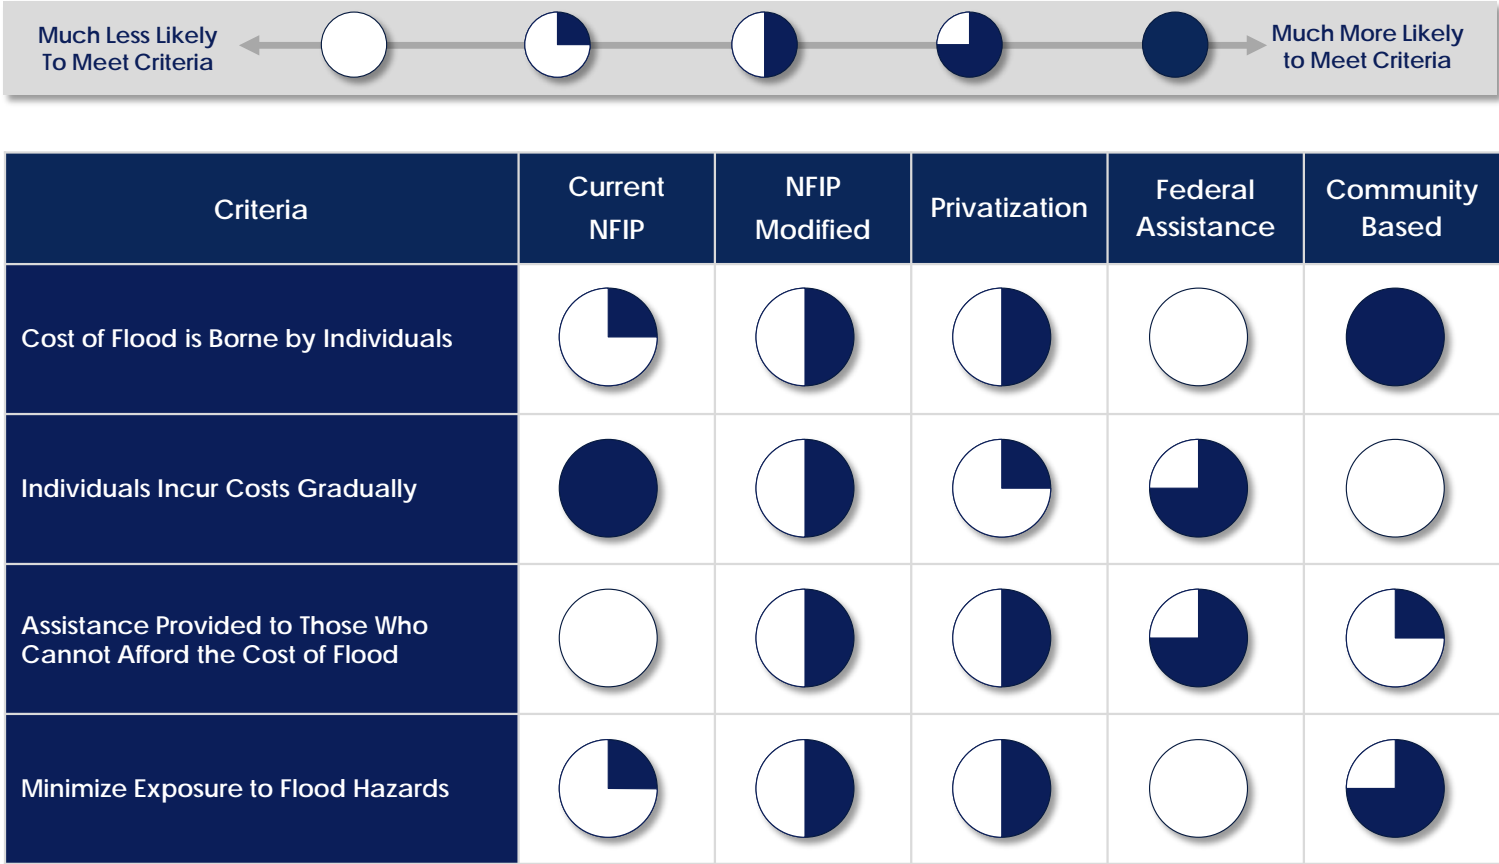 Much Less Likely
To Meet Criteria
Much More Likely
to Meet Criteria
Criteria
Current
NFIP
NFIP
Modified
Privatization
Federal
Assistance
Community
Based
Cost of Flood is Borne by Individuals
Individuals Incur Costs Gradually
Assistance Provided to Those Who
Cannot Afford the Cost of Flood
Minimize Exposure to Flood Hazards